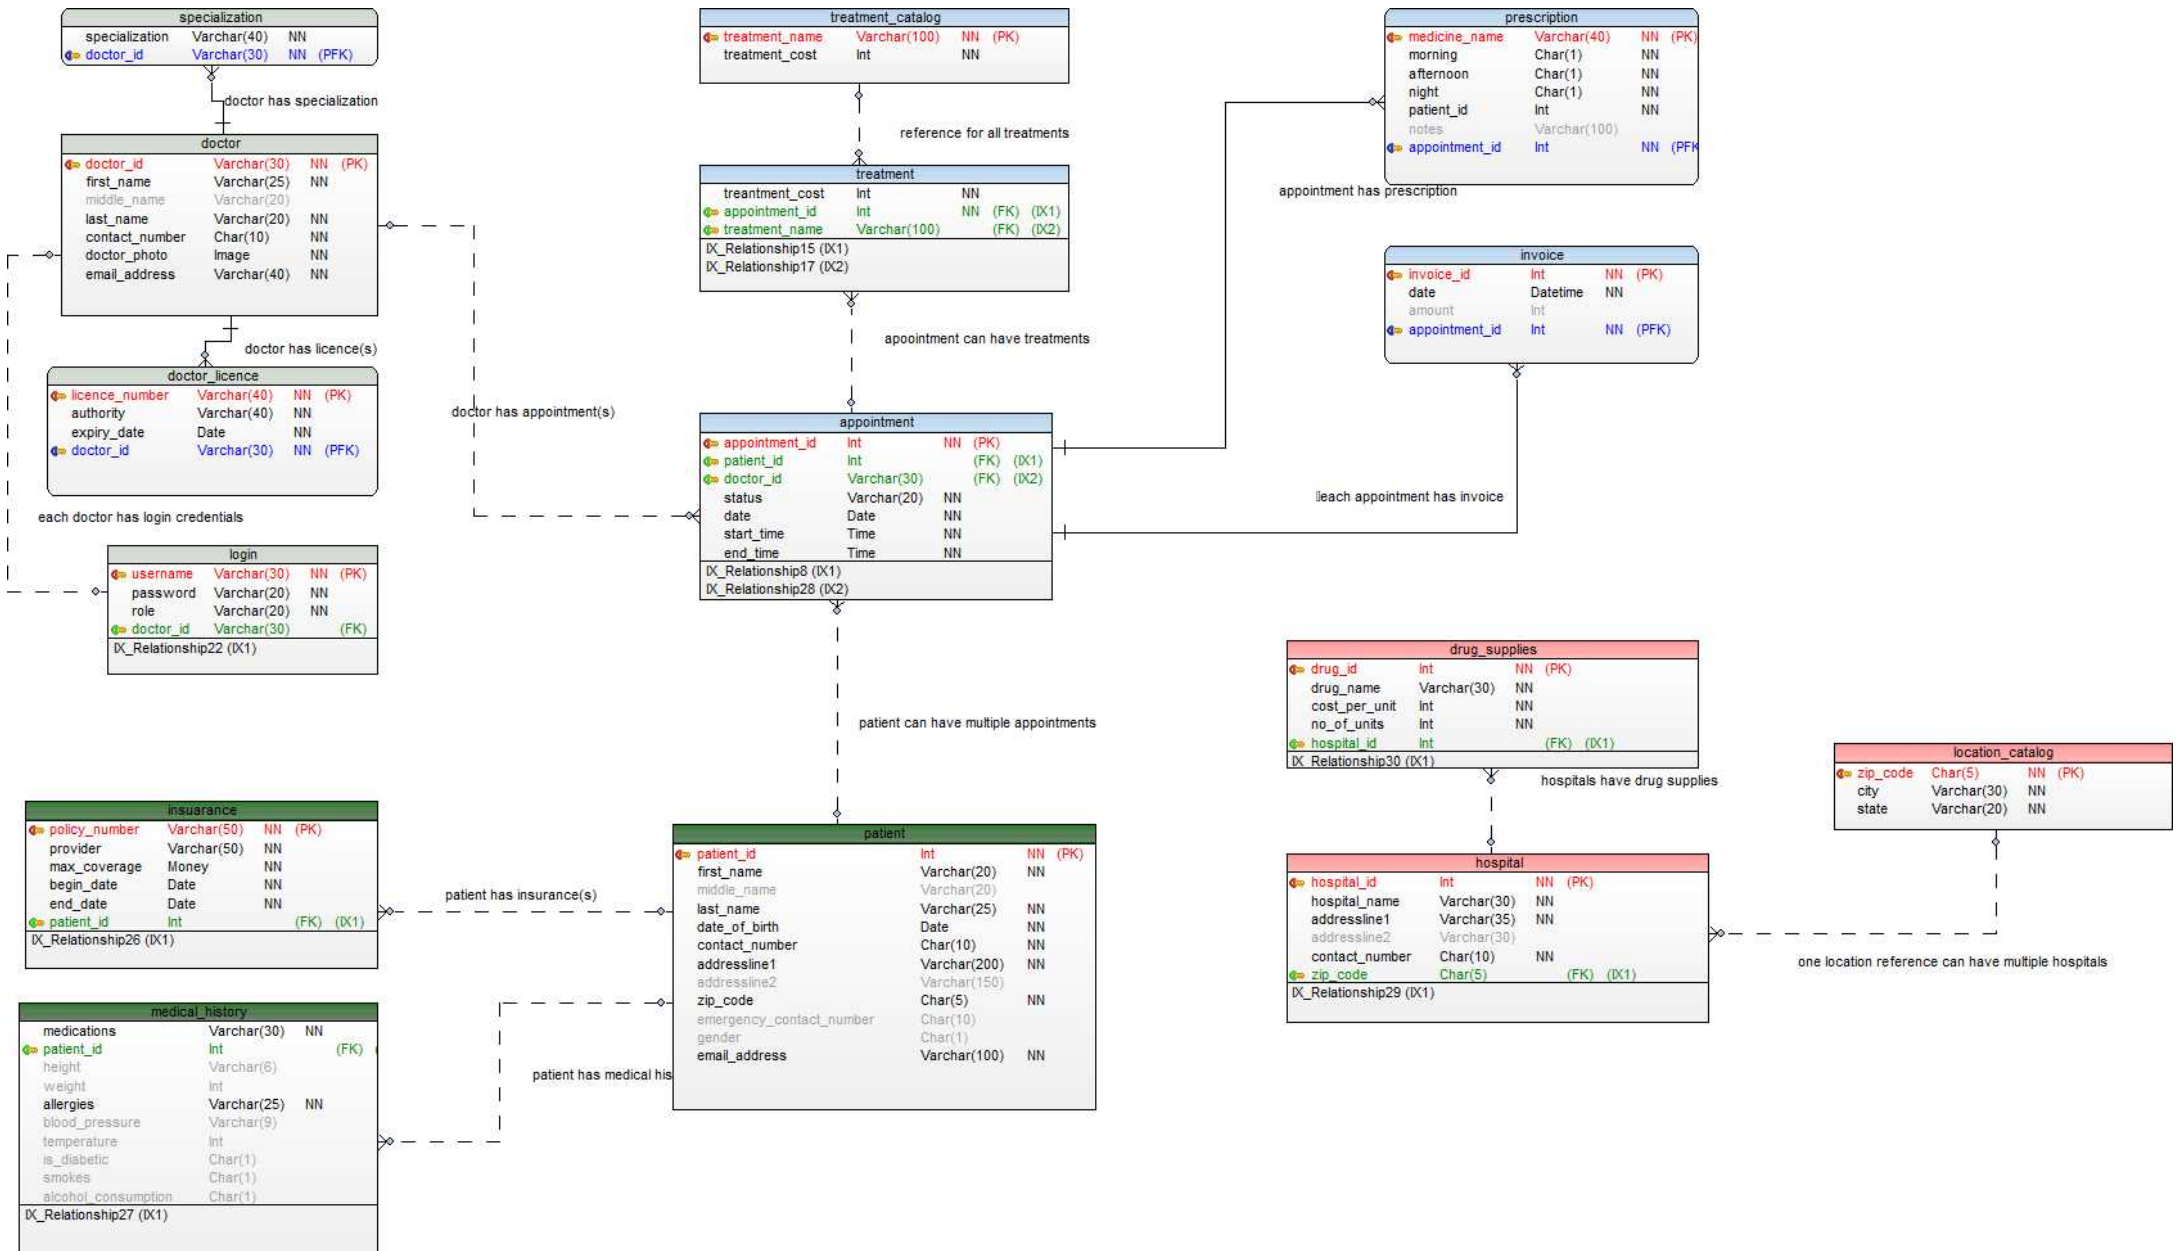 specialization
specialization Varchar(40) NN
doctor_id Varchar(30) NN (PFK)
doctor has specialization
doctor
doctor_id Varchar(30) NN (PK)
first_name Varchar(25) NN
middle_name Varchar(20)
last_name Varchar(20) NN
contact_number Char(10) NN
doctor_photo Image NN
email_address Varchar(40) NN
doctor has licence(s)
doctor_licence
licence_number Varchar(40) NN (PK)
authority Varchar(40) NN
expiry_date Date NN
doctor_id Varchar(30) NN (PFK)
each doctor has login credentials
login
username Varchar(30) NN (PK)
password Varchar(20) NN
role Varchar(20) NN
doctor_id Varchar(30) (FK)
IX_Relationship22 (IX1)
treatment_catalog
treatment_name Varchar(100) NN (PK)
treatment_cost Int NN
reference for all treatments
treatment
treantment_cost Int NN
appointment_id Int NN (FK) (IX1)
treatment_name Varchar(100) (FK) (IX2)
IX_Relationship15 (IX1)
IX_Relationship17 (IX2)
apointment can have treatments
doctor has appointment(s)
appointment
appointment_id Int NN (PK)
patient_id Int (FK) (IX1)
doctor_id Varchar(30) (FK) (IX2)
status Varchar(20) NN
date Date NN
start_time Time NN
end_time Time NN
IX_Relationship8 (IX1)
IX_Relationship28 (IX2)
prescription
medicine_name Varchar(40) NN (PK)
morning Char(1) NN
afternoon Char(1) NN
night Char(1) NN
patient_id Int NN
notes Varchar(100)
appointment_id Int NN (PFK
appointment has prescription
invoice
invoice_id Int NN (PK)
date Datetime NN
amount Int
appointment_id Int NN (PFK)
each appointment has invoice
patient can have multiple appointments
drug_supplies
drug_id Int NN (PK)
drug_name Varchar(30) NN
cost_per_unit Int NN
no_of_units Int NN
hospital_id Int (FK) (IX1)
IX_Relationship30 (IX1)
hospitals have drug supplies
location_catalog
zip_code Char(5) NN (PK)
city Varchar(30) NN
state Varchar(20) NN
hospital
hospital_id Int NN (PK)
hospital_name Varchar(30) NN
addressline1 Varchar(35) NN
addressline2 Varchar(30)
contact_number Char(10) NN
zip_code Char(5) (FK) (IX1)
IX_Relationship29 (IX1)
one location reference can have multiple hospitals
insuarance
policy_number Varchar(50) NN (PK)
provider Varchar(50) NN
max_coverage Money NN
begin_date Date NN
end_date Date NN
patient_id Int (FK) (IX1)
IX_Relationship26 (IX1)
patient has insurance(s)
patient
patient_id Int NN (PK)
first_name Varchar(20) NN
middle_name Varchar(20)
last_name Varchar(25) NN
date_of_birth Date NN
contact_number Char(10) NN
addressline1 Varchar(200) NN
addressline2 Varchar(150)
zip_code Char(5) NN
emergency_contact_number Char(10)
gender Char(1)
email_address Varchar(100) NN
patient has medical his
medical_history
medications Varchar(30) NN
patient_id Int (FK) (
height Varchar(6)
weight Int
allergies Varchar(25) NN
blood_pressure Varchar(9)
temperature Int
is_diabetic Char(1)
smokes Char(1)
alcohol_consumption Char(1)
IX_Relationship27 (IX1)